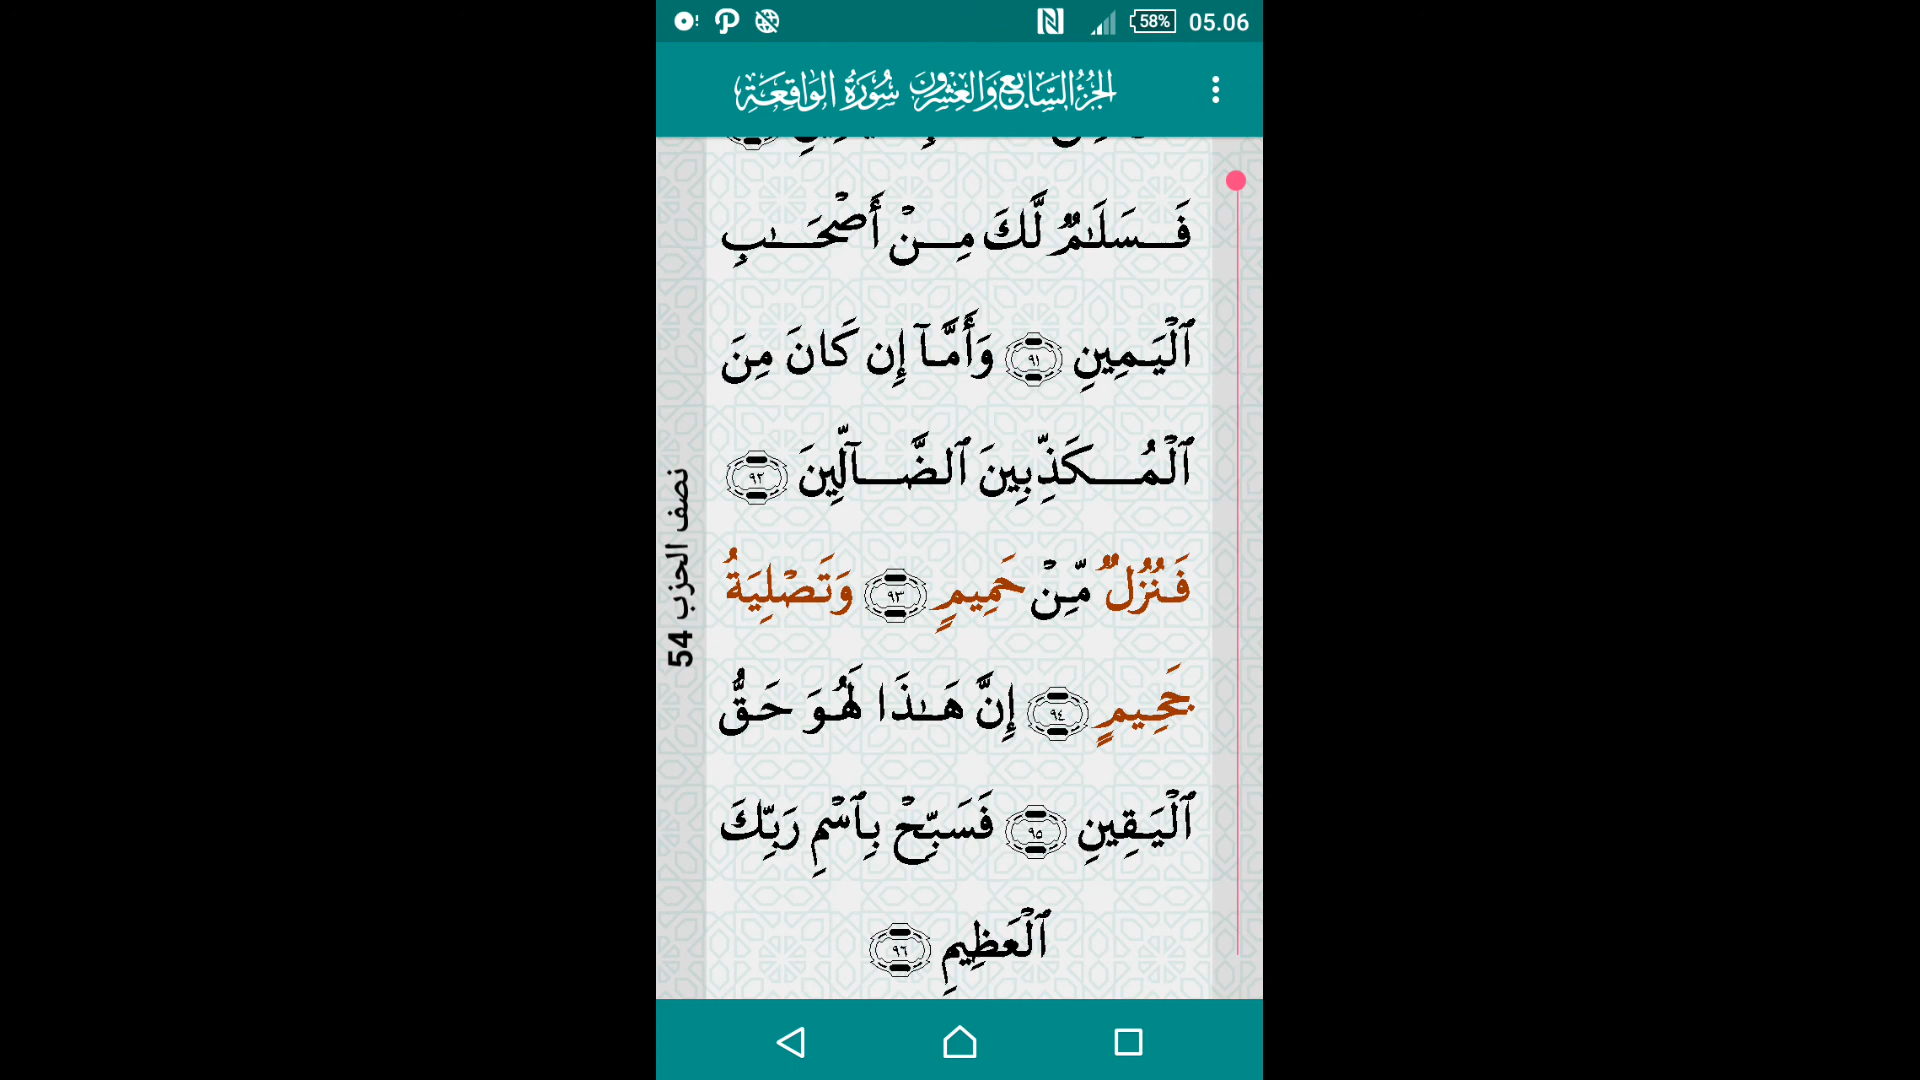 58% 05.06
الجزء السابع والعشرون سورة الواقعة
فَسَلَٰمٌ لَّكَ مِنْ أَصْحَٰبِ
ٱلْيَمِينِ ٩١ وَأَمَّآ إِن كَانَ مِنَ
ٱلْمُكَذِّبِينَ ٱلضَّآلِّينَ ٩٢
فَنُزُلٌ مِّنْ حَمِيمٍ ٩٣ وَتَصْلِيَةُ
جَحِيمٍ ٩٤ إِنَّ هَٰذَا لَهُوَ حَقُّ
ٱلْيَقِينِ ٩٥ فَسَبِّحْ بِٱسْمِ رَبِّكَ
ٱلْعَظِيمِ ٩٦
نصف الحزب 54